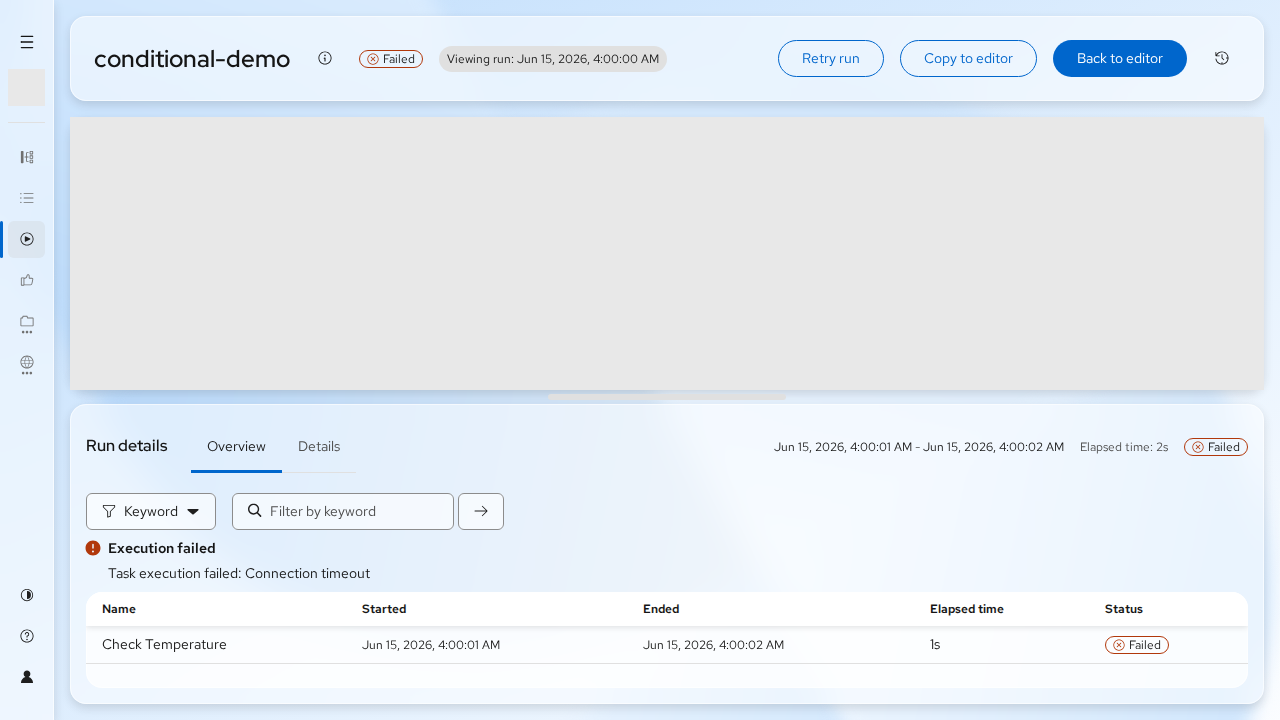 conditional-demo
Failed
Viewing run: Jun 15, 2026, 4:00:00 AM
Retry run
Copy to editor
Back to editor
Run details
Overview
Details
Jun 15, 2026, 4:00:01 AM - Jun 15, 2026, 4:00:02 AM
Elapsed time: 2s
Failed
Keyword
Filter by keyword
Execution failed
Task execution failed: Connection timeout
Name Started Ended Elapsed time Status
Check Temperature Jun 15, 2026, 4:00:01 AM Jun 15, 2026, 4:00:02 AM 1s Failed